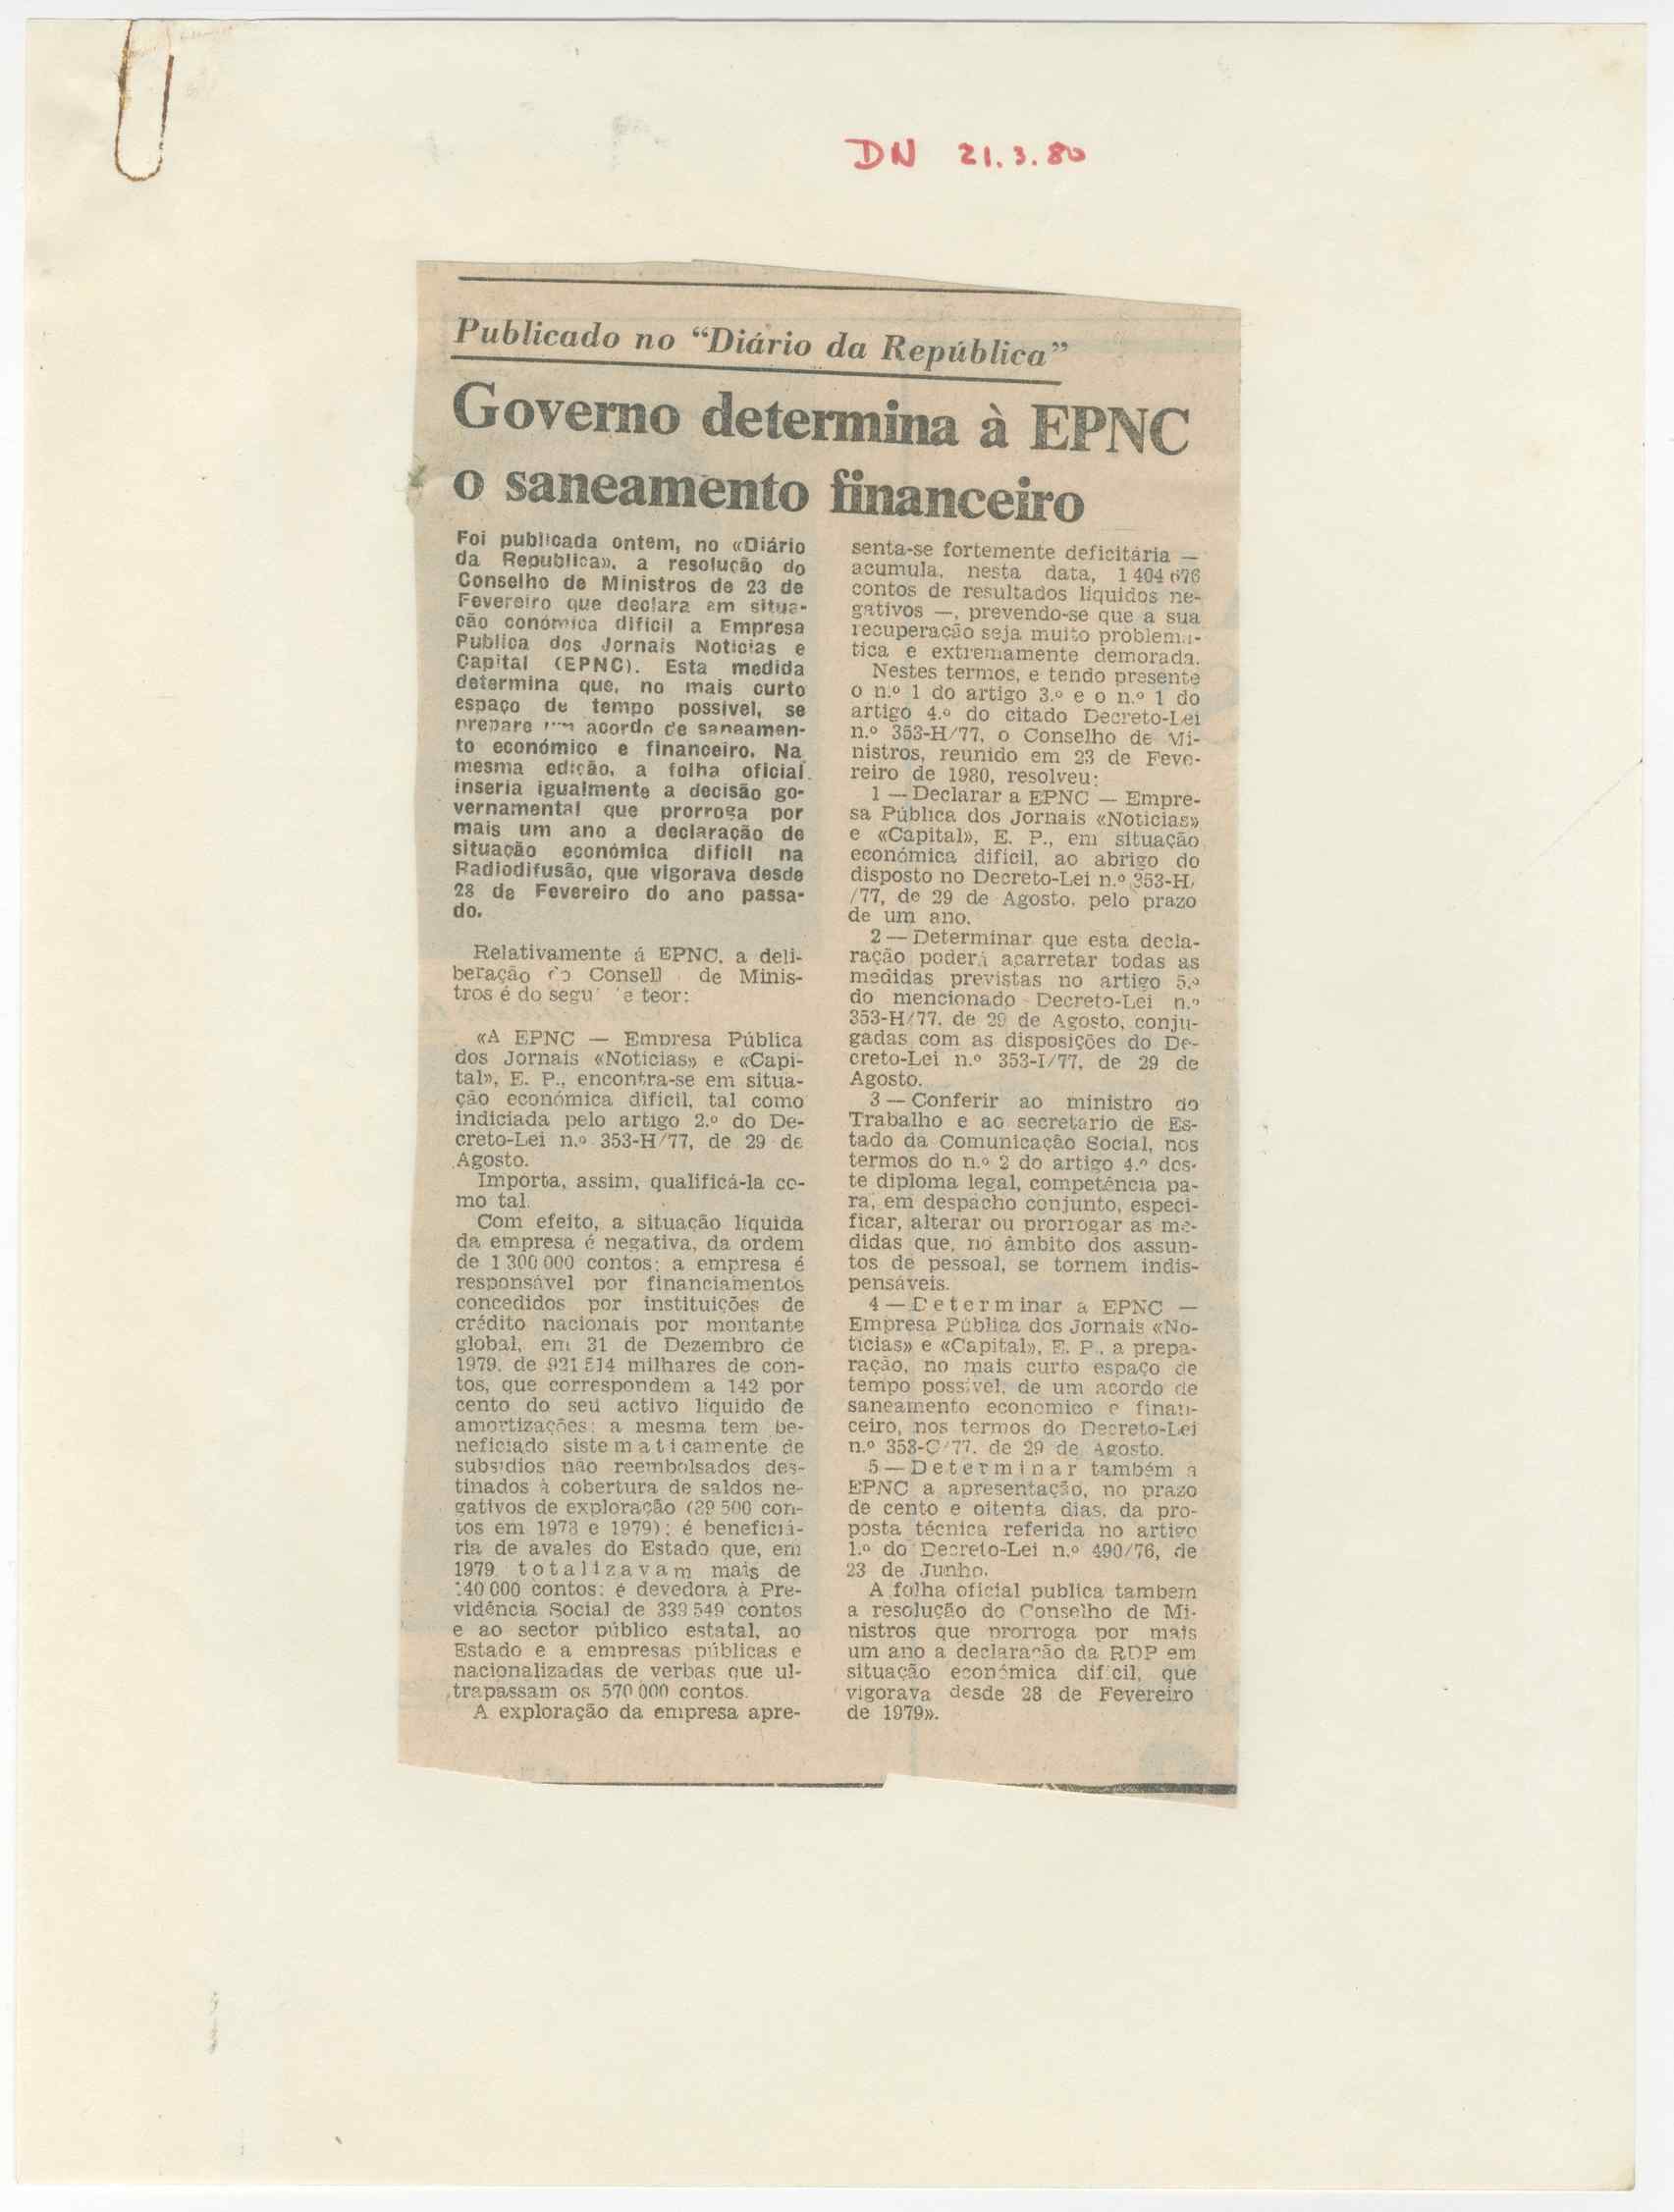 DN 21.3.80
Publicado no “Diário da República”
Governo determina à EPNC
o saneamento financeiro
Foi publicada ontem, no «Diário
da Republica», a resolução do
Conselho de Ministros de 23 de
Fevereiro que declara em situa-
ção conómica difícil a Empresa
Publica dos Jornais Noticias e
Capital (EPNC). Esta medida
determina que, no mais curto
espaço de tempo possivel, se
prepare um acordo de saneamen-
to económico e financeiro. Na
mesma edição, a folha oficial
inseria igualmente a decisão go-
vernamental que prorroga por
mais um ano a declaração de
situação económica difícil na
Radiodifusão, que vigorava desde
28 de Fevereiro do ano passa-
do.
Relativamente á EPNC, a deli-
beração do Consell de Minis-
tros é do segu e teor:
«A EPNC — Empresa Pública
dos Jornais «Noticias» e «Capi-
tal», E. P., encontra-se em situa-
ção económica dificil, tal como
indiciada pelo artigo 2.º do De-
creto-Lei n.º 353-H/77, de 29 de
Agosto.
Importa, assim, qualificá-la co-
mo tal.
Com efeito, a situação líquida
da empresa é negativa, da ordem
de 1 300 000 contos; a empresa é
responsável por financiamentos
concedidos por instituições de
crédito nacionais por montante
global, em 31 de Dezembro de
1979, de 921 514 milhares de con-
tos, que correspondem a 142 por
cento do seu activo líquido de
amortizações; a mesma tem be-
neficiado sistematicamente de
subsidios não reembolsados des-
tinados à cobertura de saldos ne-
gativos de exploração (29 500 con-
tos em 1978 e 1979); é beneficiá-
ria de avales do Estado que, em
1979 totalizavam mais de
140 000 contos; é devedora à Pre-
vidência Social de 339 549 contos
e ao sector público estatal, ao
Estado e a empresas públicas e
nacionalizadas de verbas que ul-
trapassam os 570 000 contos.
A exploração da empresa apre-
senta-se fortemente deficitária —
acumula, nesta data, 1 404 676
contos de resultados liquidos ne-
gativos —, prevendo-se que a sua
recuperação seja muito problemá-
tica e extremamente demorada.
Nestes termos, e tendo presente
o n.º 1 do artigo 3.º e o n.º 1 do
artigo 4.º do citado Decreto-Lei
n.º 353-H/77, o Conselho de Mi-
nistros, reunido em 23 de Feve-
reiro de 1980, resolveu:
1 — Declarar a EPNC — Empre-
sa Pública dos Jornais «Noticias»
e «Capital», E. P., em situação
económica dificil, ao abrigo do
disposto no Decreto-Lei n.º 353-H/
/77, de 29 de Agosto, pelo prazo
de um ano.
2 — Determinar que esta decla-
ração poderá acarretar todas as
medidas previstas no artigo 5.º
do mencionado Decreto-Lei n.º
353-H/77, de 29 de Agosto, conju-
gadas com as disposições do De-
creto-Lei n.º 353-I/77, de 29 de
Agosto.
3 — Conferir ao ministro do
Trabalho e ao secretario de Es-
tado da Comunicação Social, nos
termos do n.º 2 do artigo 4.º des-
te diploma legal, competência pa-
ra, em despacho conjunto, especi-
ficar, alterar ou prorrogar as me-
didas que, no âmbito dos assun-
tos de pessoal, se tornem indis-
pensáveis.
4 — Determinar a EPNC —
Empresa Pública dos Jornais «No-
ticias» e «Capital», E. P., a prepa-
ração, no mais curto espaço de
tempo possivel, de um acordo de
saneamento económico e finan-
ceiro, nos termos do Decreto-Lei
n.º 353-C/77, de 29 de Agosto.
5 — Determinar também a
EPNC a apresentação, no prazo
de cento e oitenta dias, da pro-
posta técnica referida no artigo
1.º do Decreto-Lei n.º 490/76, de
23 de Junho.
A folha oficial publica tambem
a resolução do Conselho de Mi-
nistros que prorroga por mais
um ano a declaração da RDP em
situação económica dificil, que
vigorava desde 28 de Fevereiro
de 1979».